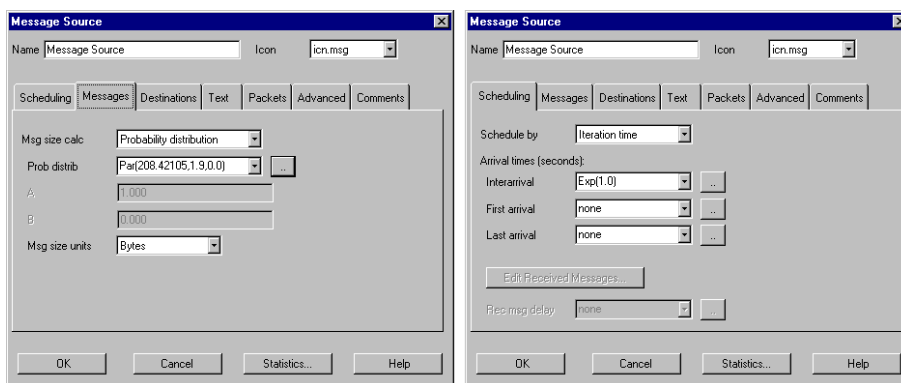 Message Source
Name Message Source Icon icn.msg
Scheduling Messages Destinations Text Packets Advanced Comments
Msg size calc Probability distribution
Prob distrib Par(208.42105,1.9,0.0) ..
A 1.000
B 0.000
Msg size units Bytes
OK Cancel Statistics... Help
Message Source
Name Message Source Icon icn.msg
Scheduling Messages Destinations Text Packets Advanced Comments
Schedule by Iteration time
Arrival times (seconds):
Interarrival Exp(1.0) ..
First arrival none ..
Last arrival none ..
Edit Received Messages...
Rec msg delay none ..
OK Cancel Statistics... Help